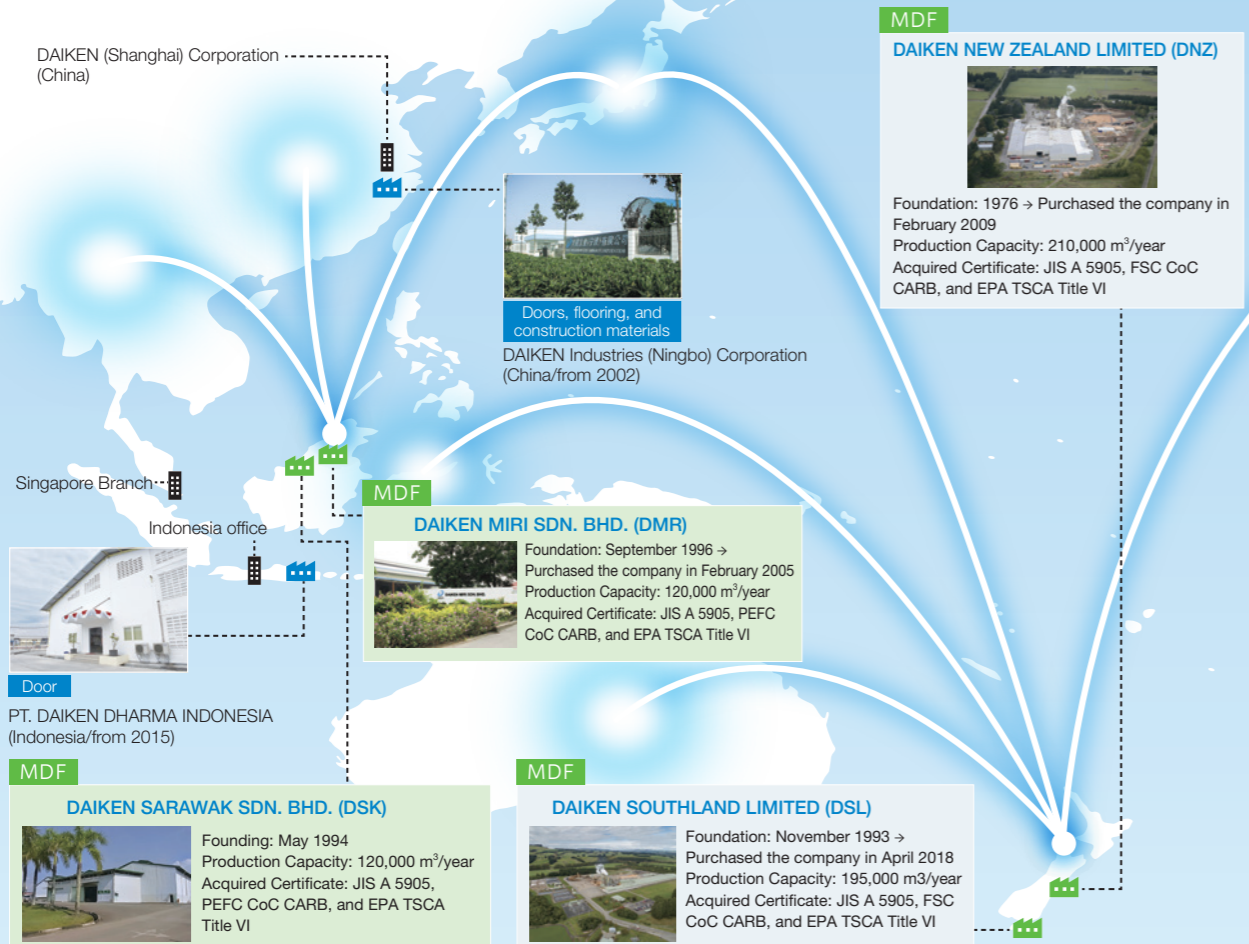 DAIKEN (Shanghai) Corporation
(China)
MDF
DAIKEN NEW ZEALAND LIMITED (DNZ)
Foundation: 1976 → Purchased the company in
February 2009
Production Capacity: 210,000 m³/year
Acquired Certificate: JIS A 5905, FSC CoC
CARB, and EPA TSCA Title VI
Doors, flooring, and
construction materials
DAIKEN Industries (Ningbo) Corporation
(China/from 2002)
Singapore Branch
Indonesia office
MDF
DAIKEN MIRI SDN. BHD. (DMR)
Foundation: September 1996 →
Purchased the company in February 2005
Production Capacity: 120,000 m³/year
Acquired Certificate: JIS A 5905, PEFC
CoC CARB, and EPA TSCA Title VI
Door
PT. DAIKEN DHARMA INDONESIA
(Indonesia/from 2015)
MDF
DAIKEN SARAWAK SDN. BHD. (DSK)
Founding: May 1994
Production Capacity: 120,000 m³/year
Acquired Certificate: JIS A 5905,
PEFC CoC CARB, and EPA TSCA
Title VI
MDF
DAIKEN SOUTHLAND LIMITED (DSL)
Foundation: November 1993 →
Purchased the company in April 2018
Production Capacity: 195,000 m3/year
Acquired Certificate: JIS A 5905, FSC
CoC CARB, and EPA TSCA Title VI